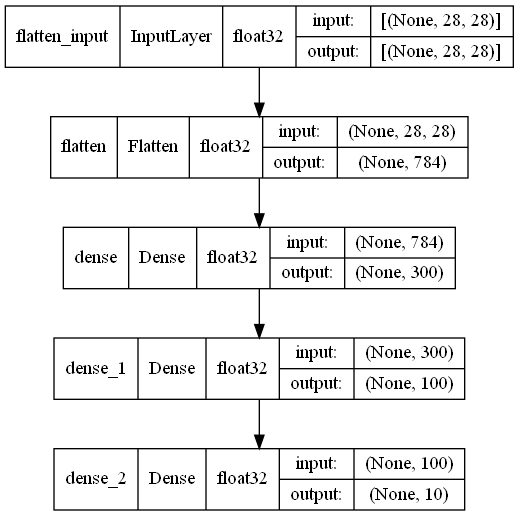 flatten_input InputLayer float32 input: [(None, 28, 28)]
output: [(None, 28, 28)]
flatten Flatten float32 input: (None, 28, 28)
output: (None, 784)
dense Dense float32 input: (None, 784)
output: (None, 300)
dense_1 Dense float32 input: (None, 300)
output: (None, 100)
dense_2 Dense float32 input: (None, 100)
output: (None, 10)